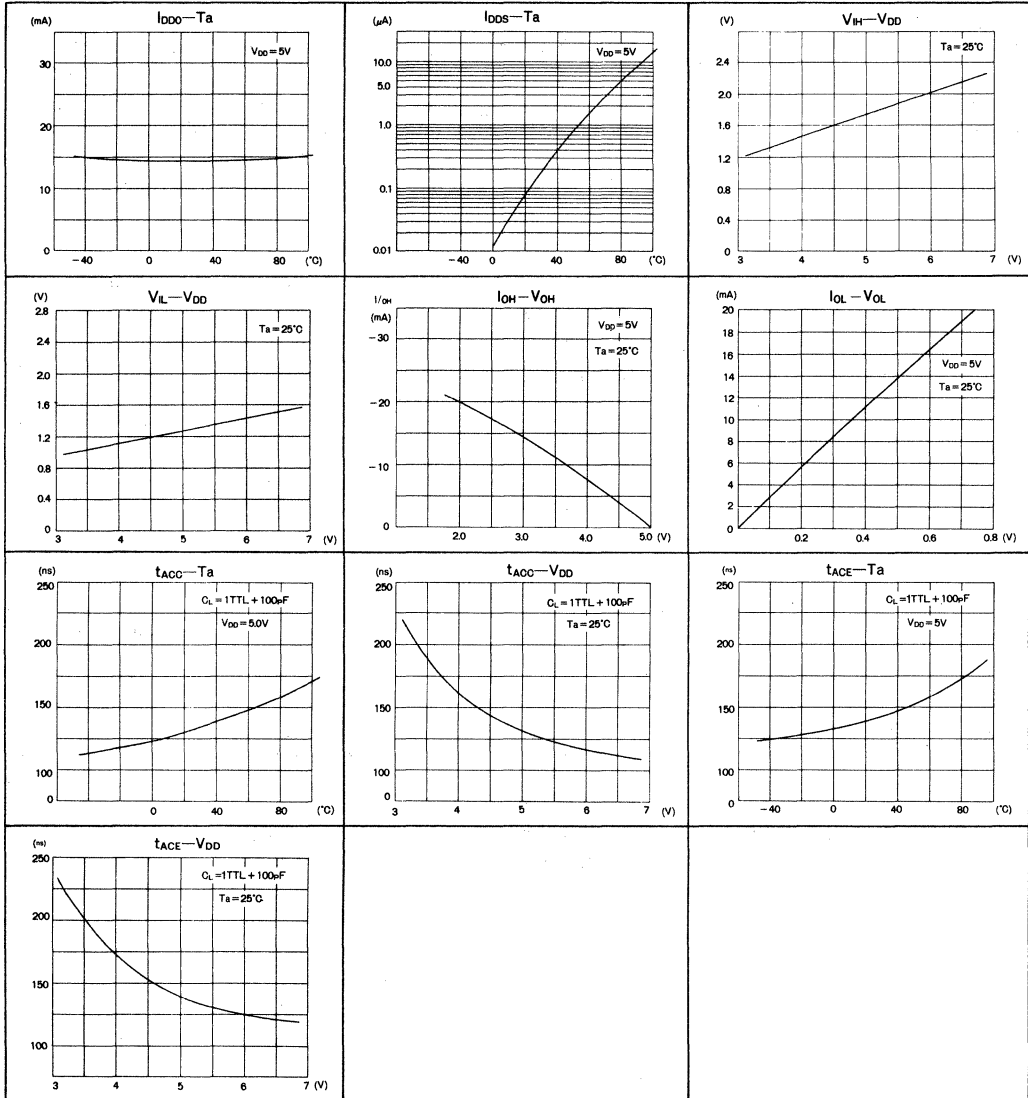 IDDO—Ta
(mA)
VDD=5V
30
20
10
0
−40
0
40
80
(°C)
IDDS—Ta
(μA)
VDD=5V
10.0
5.0
1.0
0.1
0.01
−40
0
40
80
(°C)
VIH—VDD
(V)
Ta=25°C
2.8
2.4
2.0
1.6
1.2
0.8
0.4
0
3
4
5
6
7
(V)
VIL—VDD
(V)
Ta=25°C
2.8
2.4
2.0
1.6
1.2
0.8
0.4
0
3
4
5
6
7
(V)
IOH—VOH
1/OH
(mA)
VDD=5V
Ta=25°C
−30
−20
−10
0
2.0
3.0
4.0
5.0
(V)
IOL—VOL
(mA)
VDD=5V
Ta=25°C
20
18
16
14
12
10
8
6
4
2
0
0.2
0.4
0.6
0.8
(V)
tACC—Ta
(ns)
CL=1TTL+100pF
VDD=5.0V
250
200
150
100
0
0
40
80
(°C)
tACC—VDD
(ns)
CL=1TTL+100pF
Ta=25°C
250
200
150
100
0
3
4
5
6
7
(V)
tACE—Ta
(ns)
CL=1TTL+100pF
VDD=5V
250
200
150
100
0
−40
0
40
80
(°C)
tACE—VDD
(ns)
CL=1TTL+100pF
Ta=25°C
250
200
150
100
3
4
5
6
7
(V)